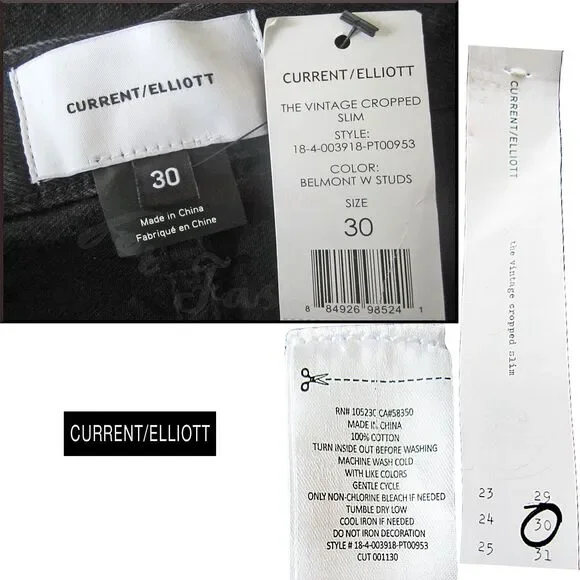 CURRENT/ELLIOTT
30
Made in China
Fabriqué en Chine
CURRENT/ELLIOTT
THE VINTAGE CROPPED
SLIM
STYLE:
18-4-003918-PT00953
COLOR:
BELMONT W STUDS
SIZE
30
8 84926 98524 1
CURRENT/ELLIOTT
the vintage cropped slim
23 29
24 30
25 31
CURRENT/ELLIOTT
RN# 105230 CA#58350
MADE IN CHINA
100% COTTON
TURN INSIDE OUT BEFORE WASHING
MACHINE WASH COLD
WITH LIKE COLORS
GENTLE CYCLE
ONLY NON-CHLORINE BLEACH IF NEEDED
TUMBLE DRY LOW
COOL IRON IF NEEDED
DO NOT IRON DECORATION
STYLE # 18-4-003918-PT00953
CUT 001130